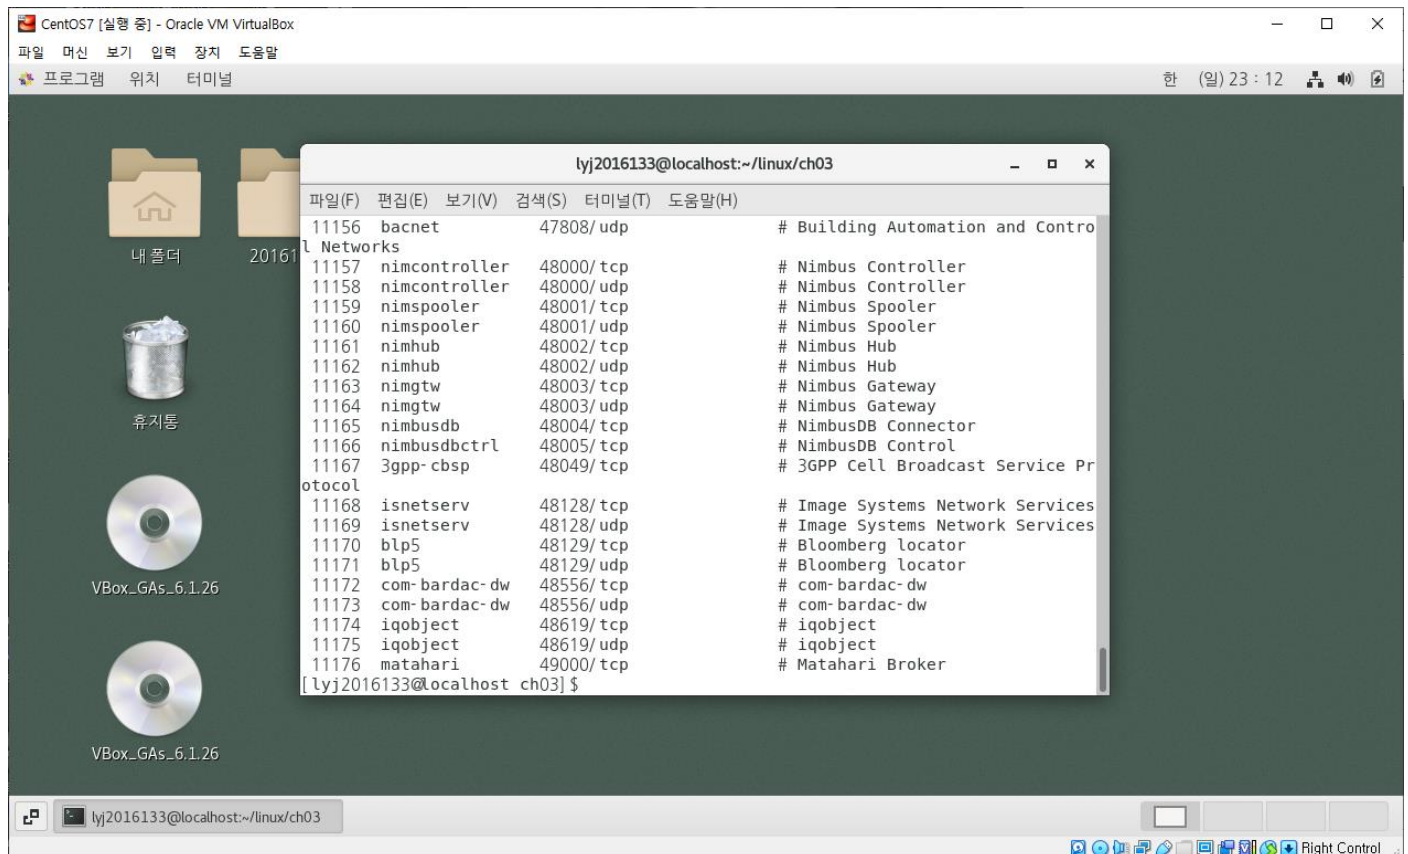 CentOS7 [실행 중] - Oracle VM VirtualBox
파일 머신 보기 입력 장치 도움말
프로그램 위치 터미널 한 (일) 23 : 12
lyj2016133@localhost:~/linux/ch03
파일(F) 편집(E) 보기(V) 검색(S) 터미널(T) 도움말(H)
11156 bacnet 47808/udp # Building Automation and Contro
l Networks
11157 nimcontroller 48000/tcp # Nimbus Controller
11158 nimcontroller 48000/udp # Nimbus Controller
11159 nimspooler 48001/tcp # Nimbus Spooler
11160 nimspooler 48001/udp # Nimbus Spooler
11161 nimhub 48002/tcp # Nimbus Hub
11162 nimhub 48002/udp # Nimbus Hub
11163 nimgtw 48003/tcp # Nimbus Gateway
11164 nimgtw 48003/udp # Nimbus Gateway
11165 nimbusdb 48004/tcp # NimbusDB Connector
11166 nimbusdbctrl 48005/tcp # NimbusDB Control
11167 3gpp-cbsp 48049/tcp # 3GPP Cell Broadcast Service Pr
otocol
11168 isnetserv 48128/tcp # Image Systems Network Services
11169 isnetserv 48128/udp # Image Systems Network Services
11170 blp5 48129/tcp # Bloomberg locator
11171 blp5 48129/udp # Bloomberg locator
11172 com-bardac-dw 48556/tcp # com-bardac-dw
11173 com-bardac-dw 48556/udp # com-bardac-dw
11174 iqobject 48619/tcp # iqobject
11175 iqobject 48619/udp # iqobject
11176 matahari 49000/tcp # Matahari Broker
[lyj2016133@localhost ch03]$
내 폴더
20161
휴지통
VBox_GAs_6.1.26
VBox_GAs_6.1.26
lyj2016133@localhost:~/linux/ch03
Right Control